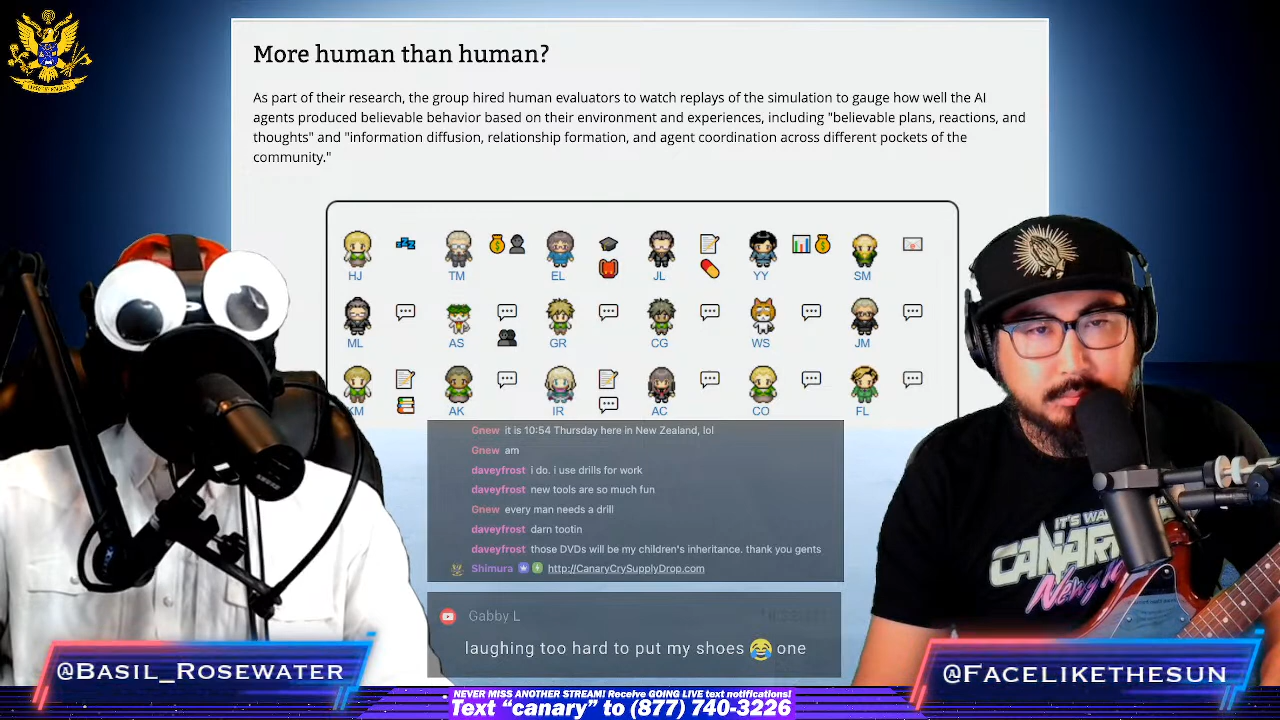 More human than human?
As part of their research, the group hired human evaluators to watch replays of the simulation to gauge how well the AI
agents produced believable behavior based on their environment and experiences, including "believable plans, reactions, and
thoughts" and "information diffusion, relationship formation, and agent coordination across different pockets of the
community."
HJ TM EL JL YY SM
ML AS GR CG WS JM
KM AK IR AC CO FL
Gnew it is 10:54 Thursday here in New Zealand, lol
Gnew am
daveyfrost i do. i use drills for work
daveyfrost new tools are so much fun
Gnew every man needs a drill
daveyfrost darn tootin
daveyfrost those DVDs will be my children's inheritance. thank you gents
Shimura http://CanaryCrySupplyDrop.com
Gabby L
laughing too hard to put my shoes 😂 one
IT'S
CANARY
@BASIL_ROSEWATER
@FACELIKETHESUN
NEVER MISS ANOTHER STREAM! Receive GOING LIVE text notifications!
Text "canary" to (877) 740-3226